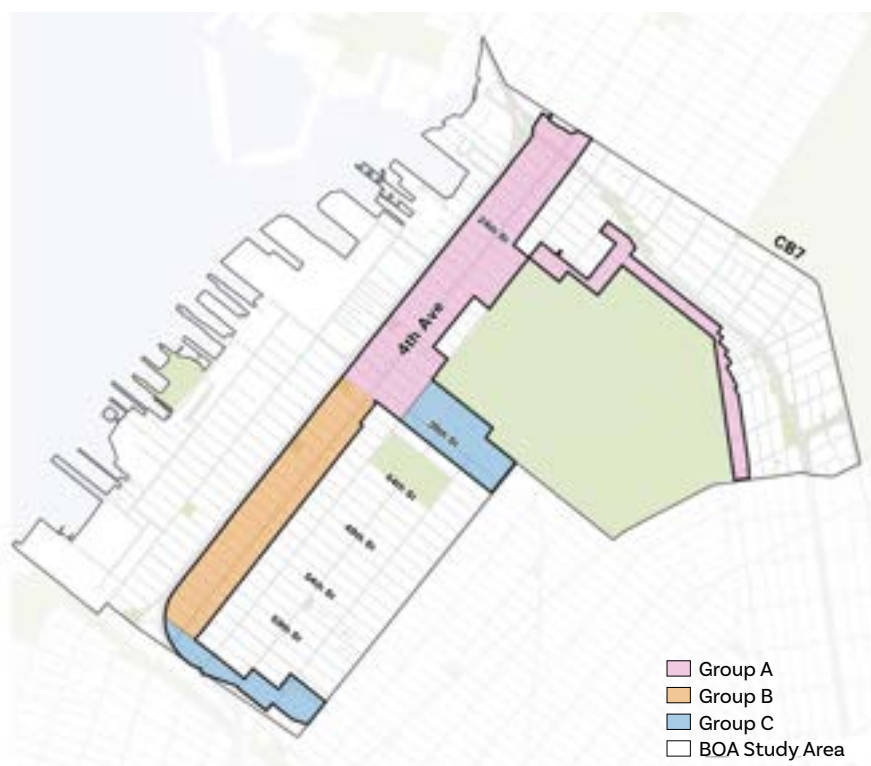 CB7
24th St
4th Ave
39th St
44th St
49th St
54th St
59th St
Group A
Group B
Group C
BOA Study Area